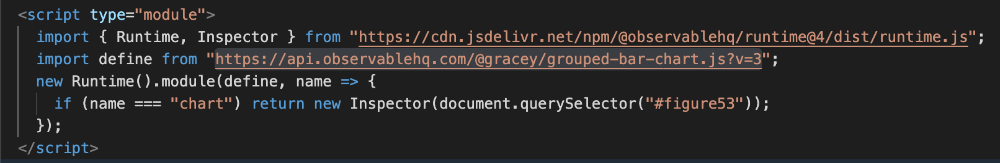 <script type="module">
import { Runtime, Inspector } from "https://cdn.jsdelivr.net/npm/@observablehq/runtime@4/dist/runtime.js";
import define from "https://api.observablehq.com/@gracey/grouped-bar-chart.js?v=3";
new Runtime().module(define, name => {
if (name === "chart") return new Inspector(document.querySelector("#figure53"));
});
</script>